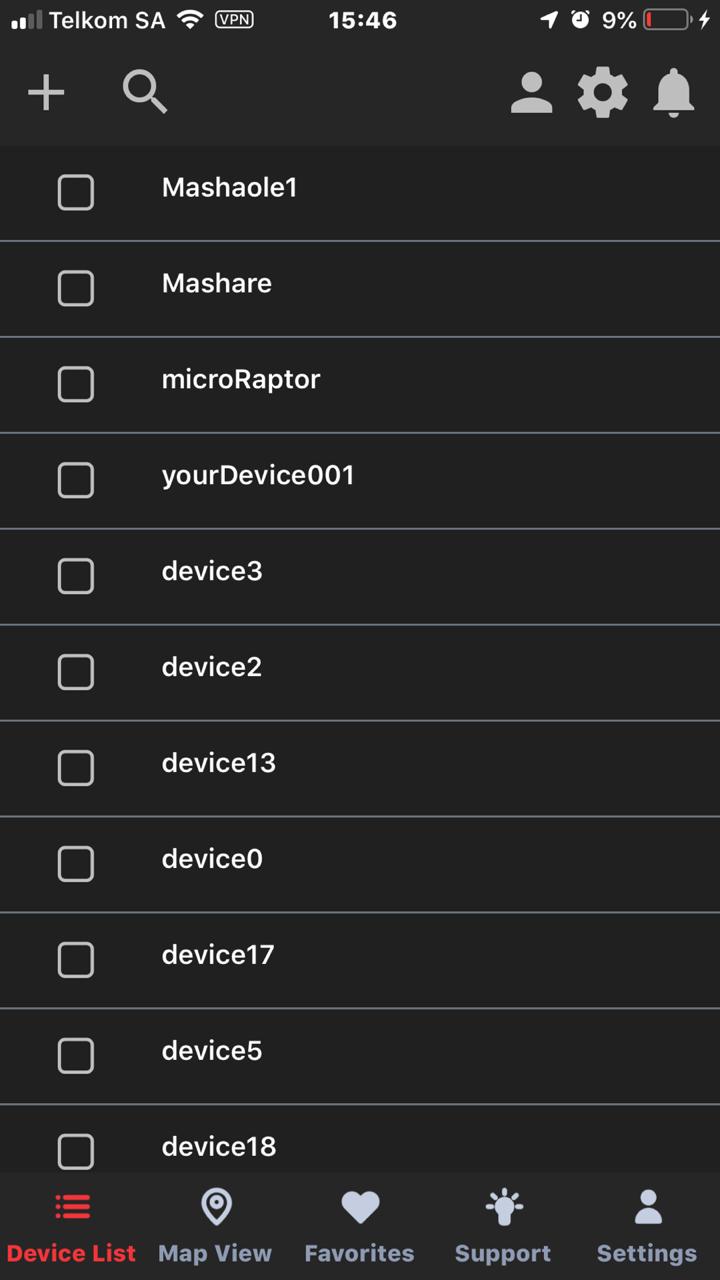 Telkom SA VPN 15:46 9%
Mashaole1
Mashare
microRaptor
yourDevice001
device3
device2
device13
device0
device17
device5
device18
Device List Map View Favorites Support Settings